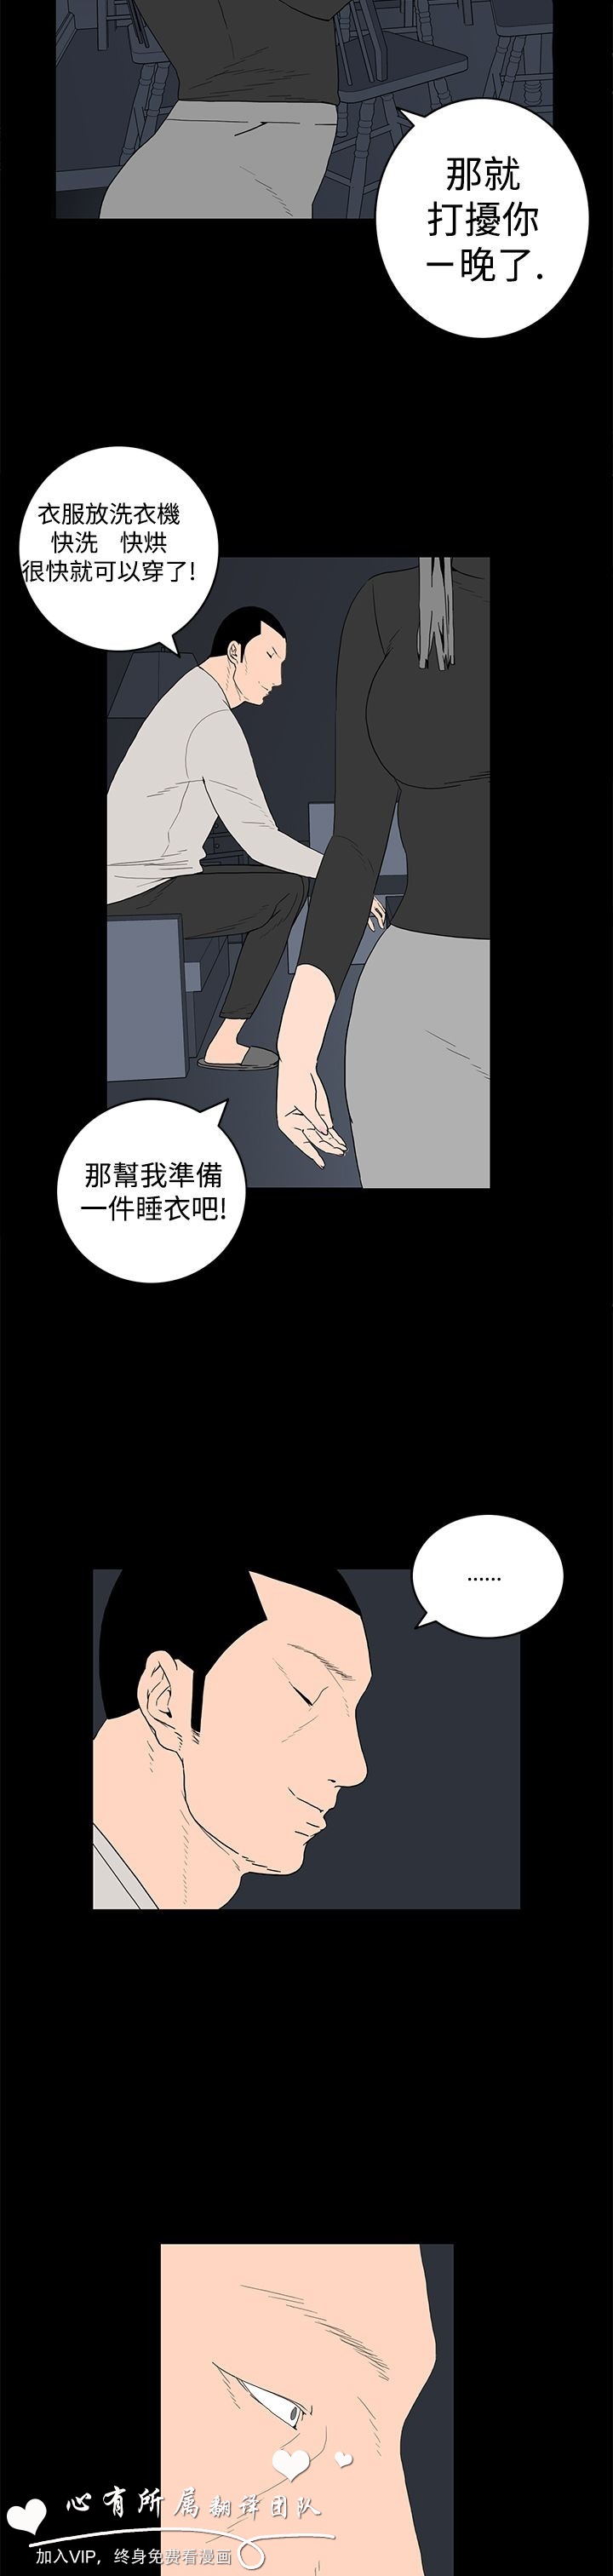 那就
打擾你
一晚了.
衣服放洗衣機
快洗 快烘
很快就可以穿了!
那幫我準備
一件睡衣吧!
......
心有所属翻译团队
加入VIP，终身免费看漫画